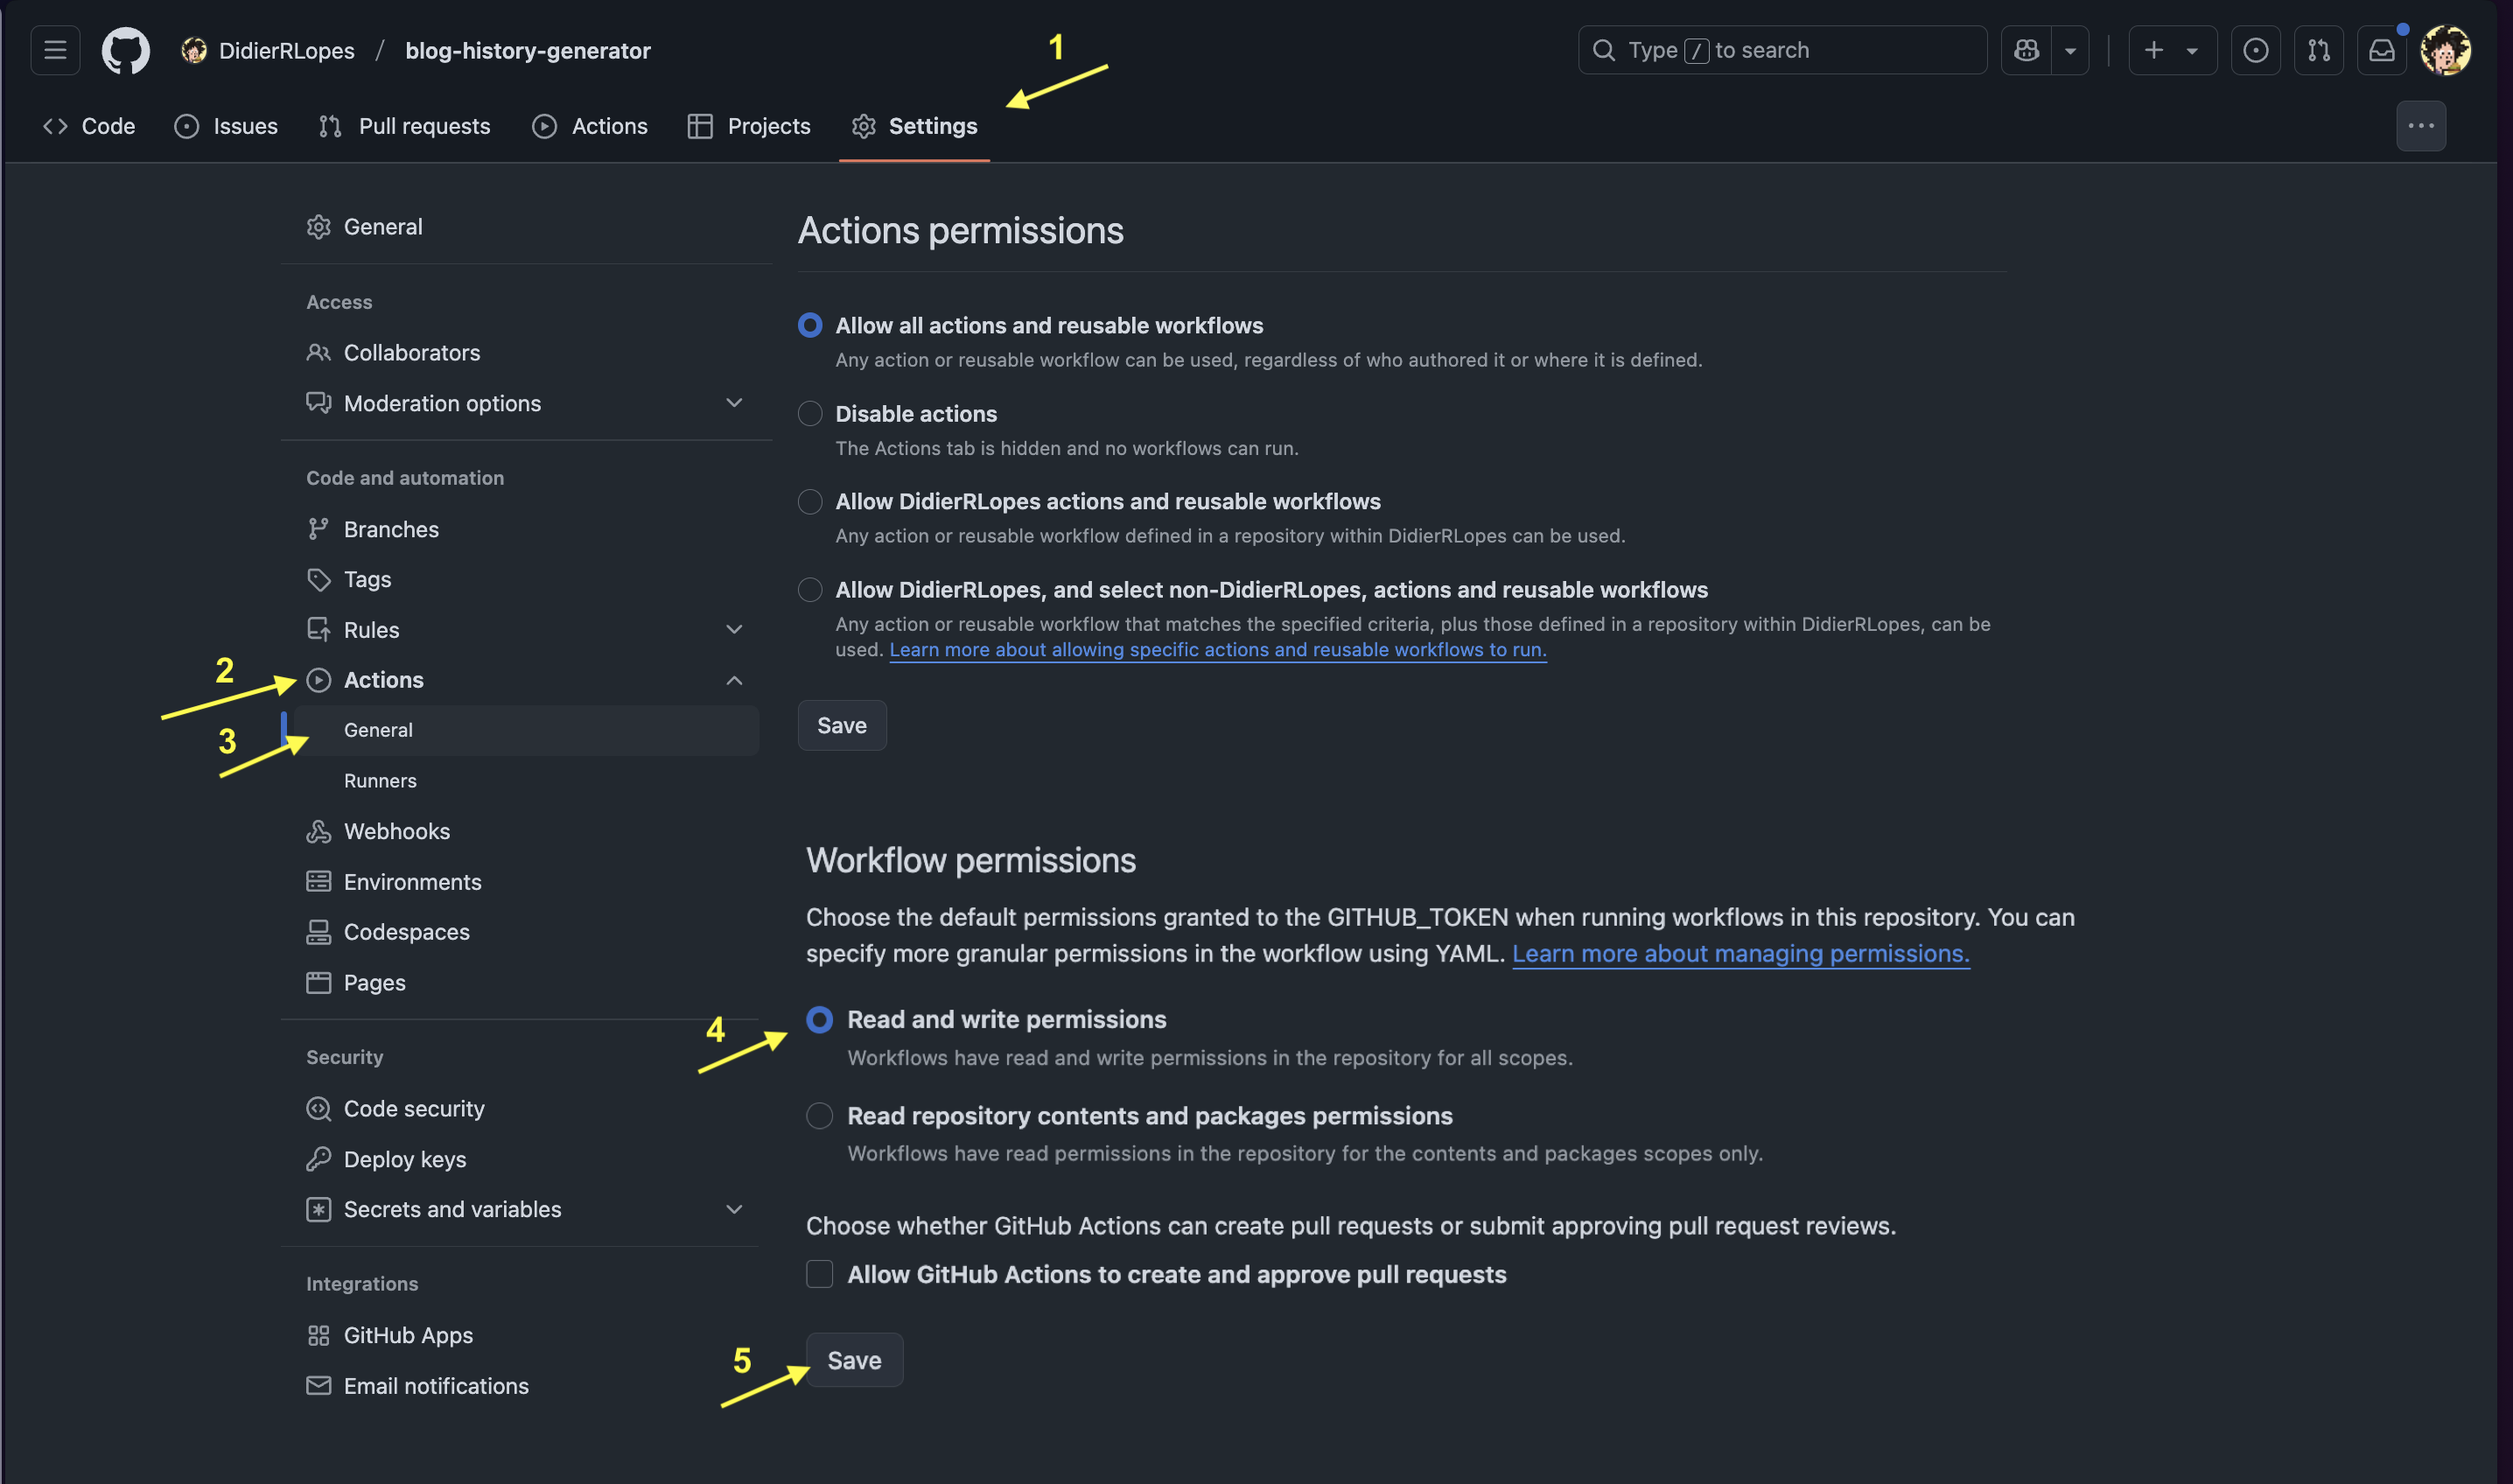 DidierRLopes / blog-history-generator
1
Type / to search
Code
Issues
Pull requests
Actions
Projects
Settings
General
Access
Collaborators
Moderation options
Code and automation
Branches
Tags
Rules
2
Actions
3
General
Runners
Webhooks
Environments
Codespaces
Pages
Security
Code security
Deploy keys
Secrets and variables
Integrations
GitHub Apps
Email notifications
Actions permissions
Allow all actions and reusable workflows
Any action or reusable workflow can be used, regardless of who authored it or where it is defined.
Disable actions
The Actions tab is hidden and no workflows can run.
Allow DidierRLopes actions and reusable workflows
Any action or reusable workflow defined in a repository within DidierRLopes can be used.
Allow DidierRLopes, and select non-DidierRLopes, actions and reusable workflows
Any action or reusable workflow that matches the specified criteria, plus those defined in a repository within DidierRLopes, can be
used. Learn more about allowing specific actions and reusable workflows to run.
Save
Workflow permissions
Choose the default permissions granted to the GITHUB_TOKEN when running workflows in this repository. You can
specify more granular permissions in the workflow using YAML. Learn more about managing permissions.
4
Read and write permissions
Workflows have read and write permissions in the repository for all scopes.
Read repository contents and packages permissions
Workflows have read permissions in the repository for the contents and packages scopes only.
Choose whether GitHub Actions can create pull requests or submit approving pull request reviews.
Allow GitHub Actions to create and approve pull requests
5
Save